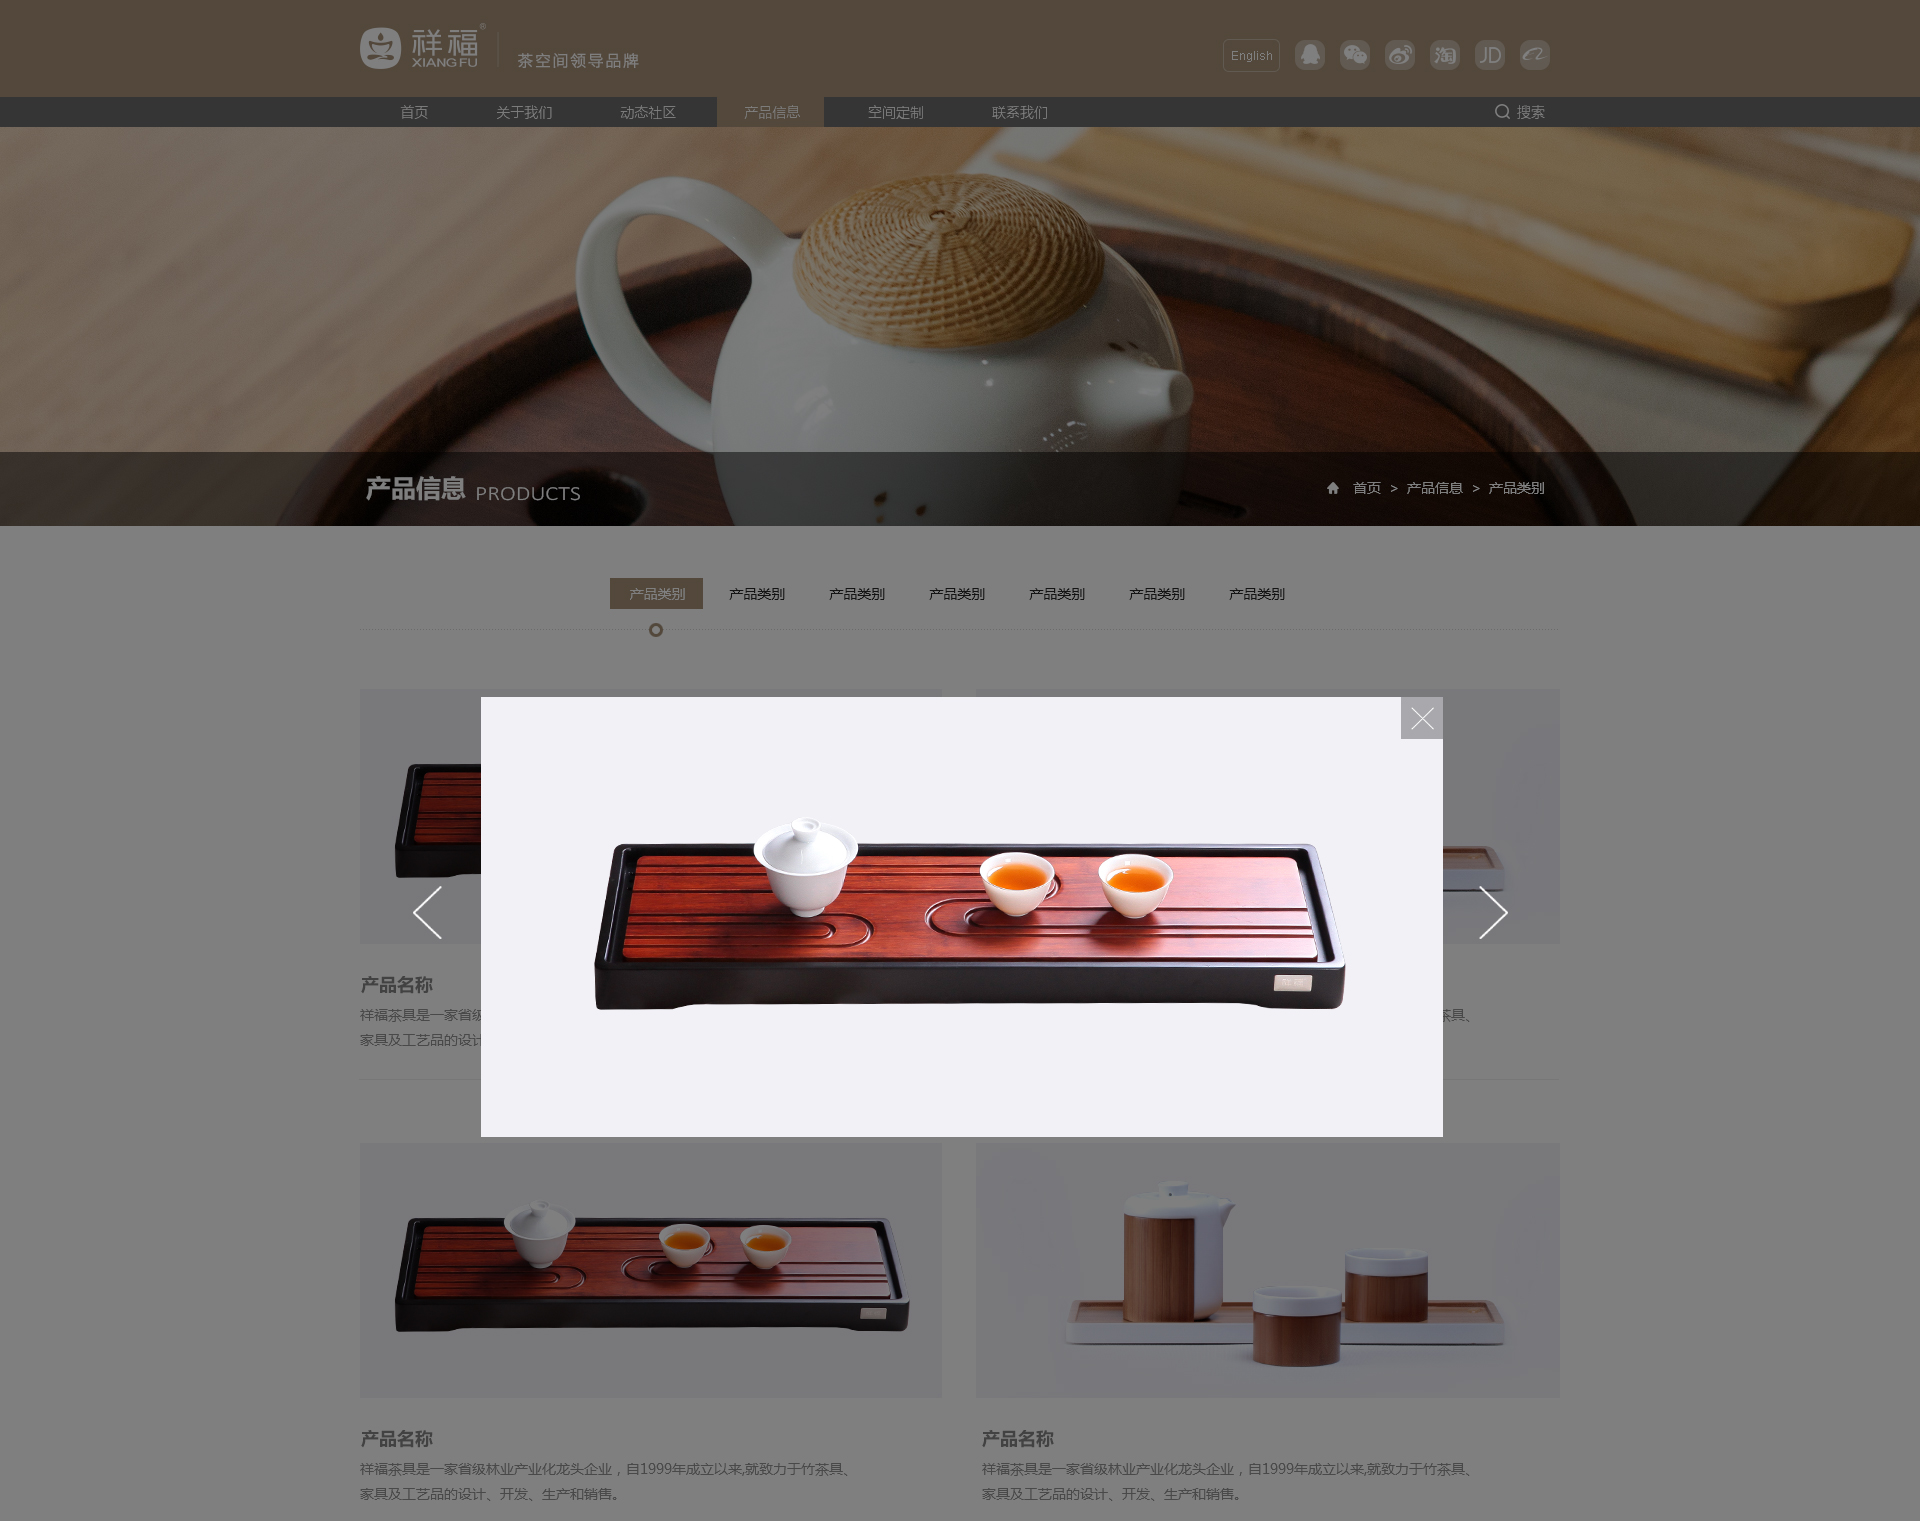 祥福®
XIANG FU
茶空间领导品牌
English
淘
JD
首页 关于我们 动态社区 产品信息 空间定制 联系我们 搜索
产品信息 PRODUCTS
首页 > 产品信息 > 产品类别
产品类别 产品类别 产品类别 产品类别 产品类别 产品类别 产品类别
产品名称
祥福茶具是一家省级
茶具、
家具及工艺品的设计
产品名称
祥福茶具是一家省级林业产业化龙头企业，自1999年成立以来,就致力于竹茶具、
家具及工艺品的设计、开发、生产和销售。
产品名称
祥福茶具是一家省级林业产业化龙头企业，自1999年成立以来,就致力于竹茶具、
家具及工艺品的设计、开发、生产和销售。